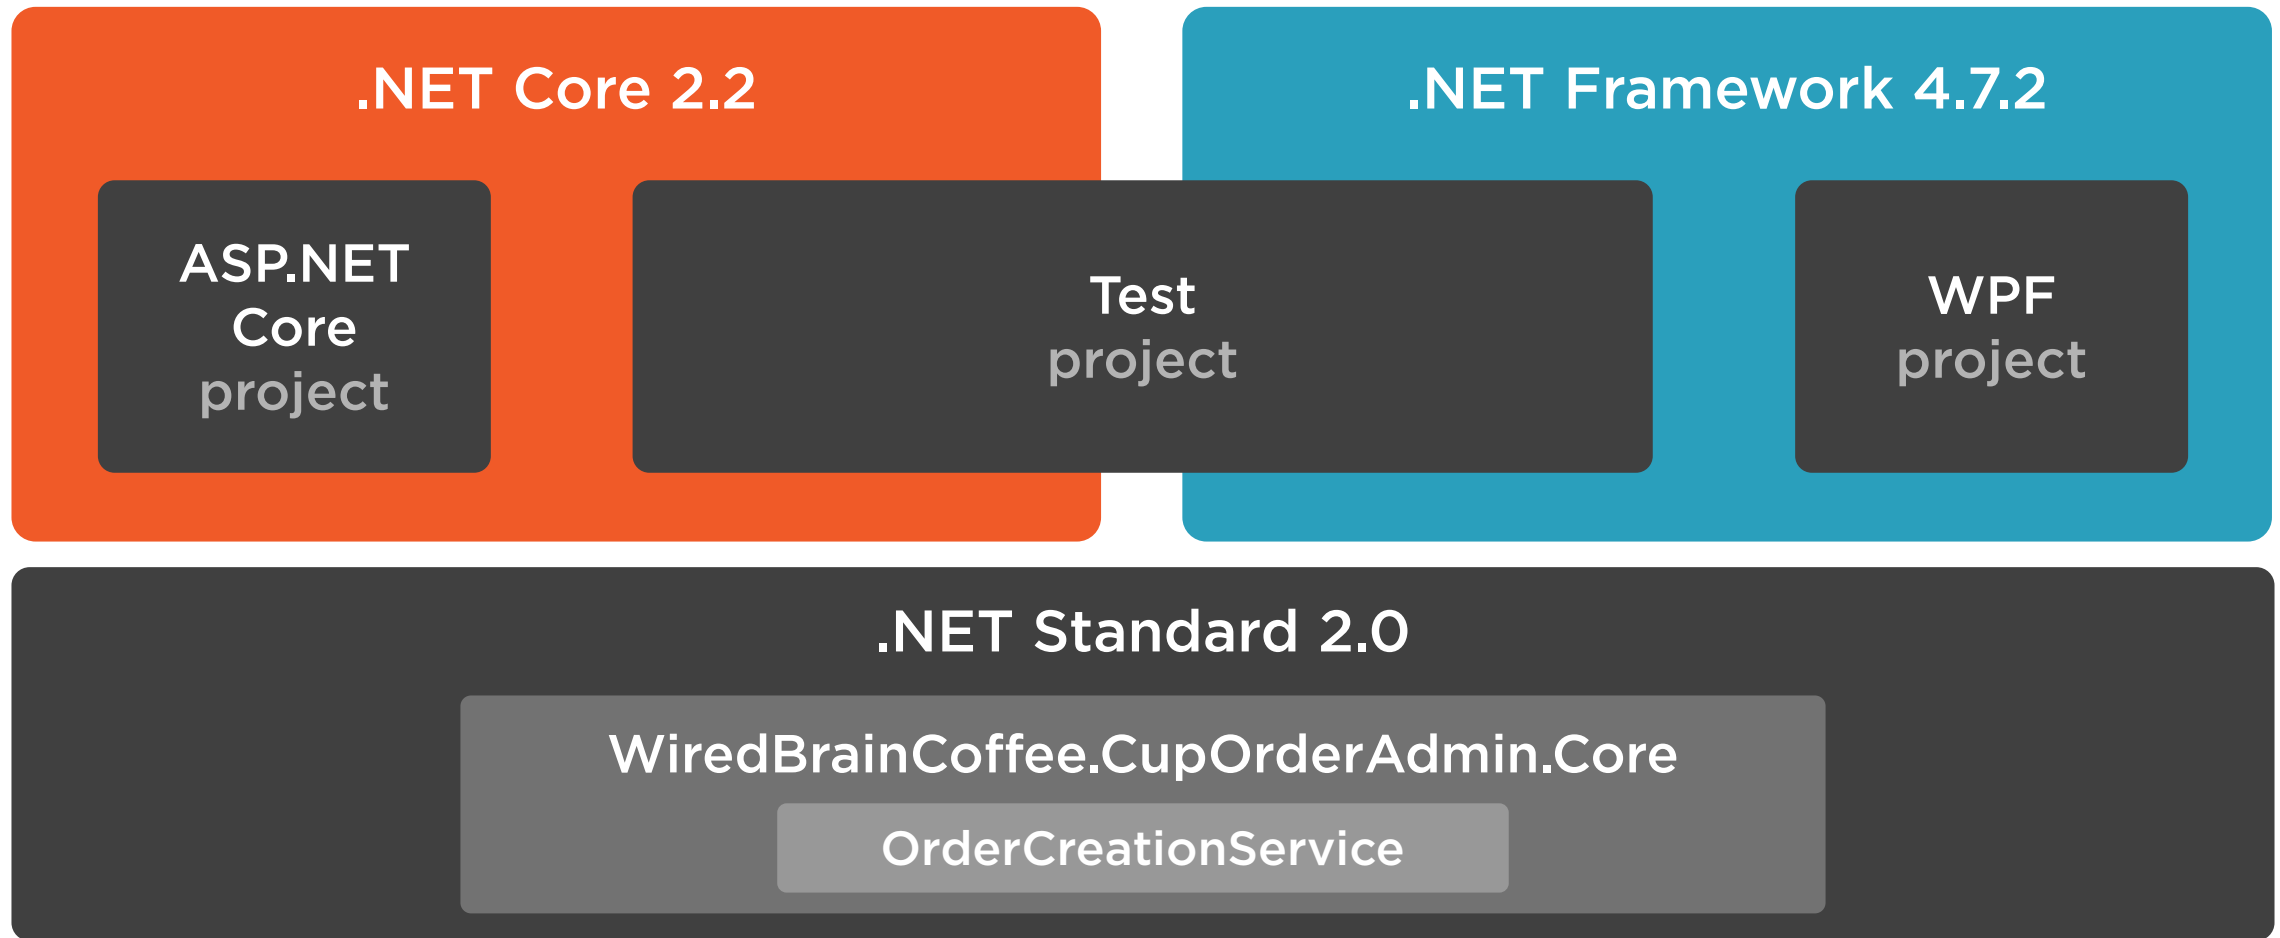 .NET Core 2.2
.NET Framework 4.7.2
ASP.NET
Core
project
Test
project
WPF
project
.NET Standard 2.0
WiredBrainCoffee.CupOrderAdmin.Core
OrderCreationService